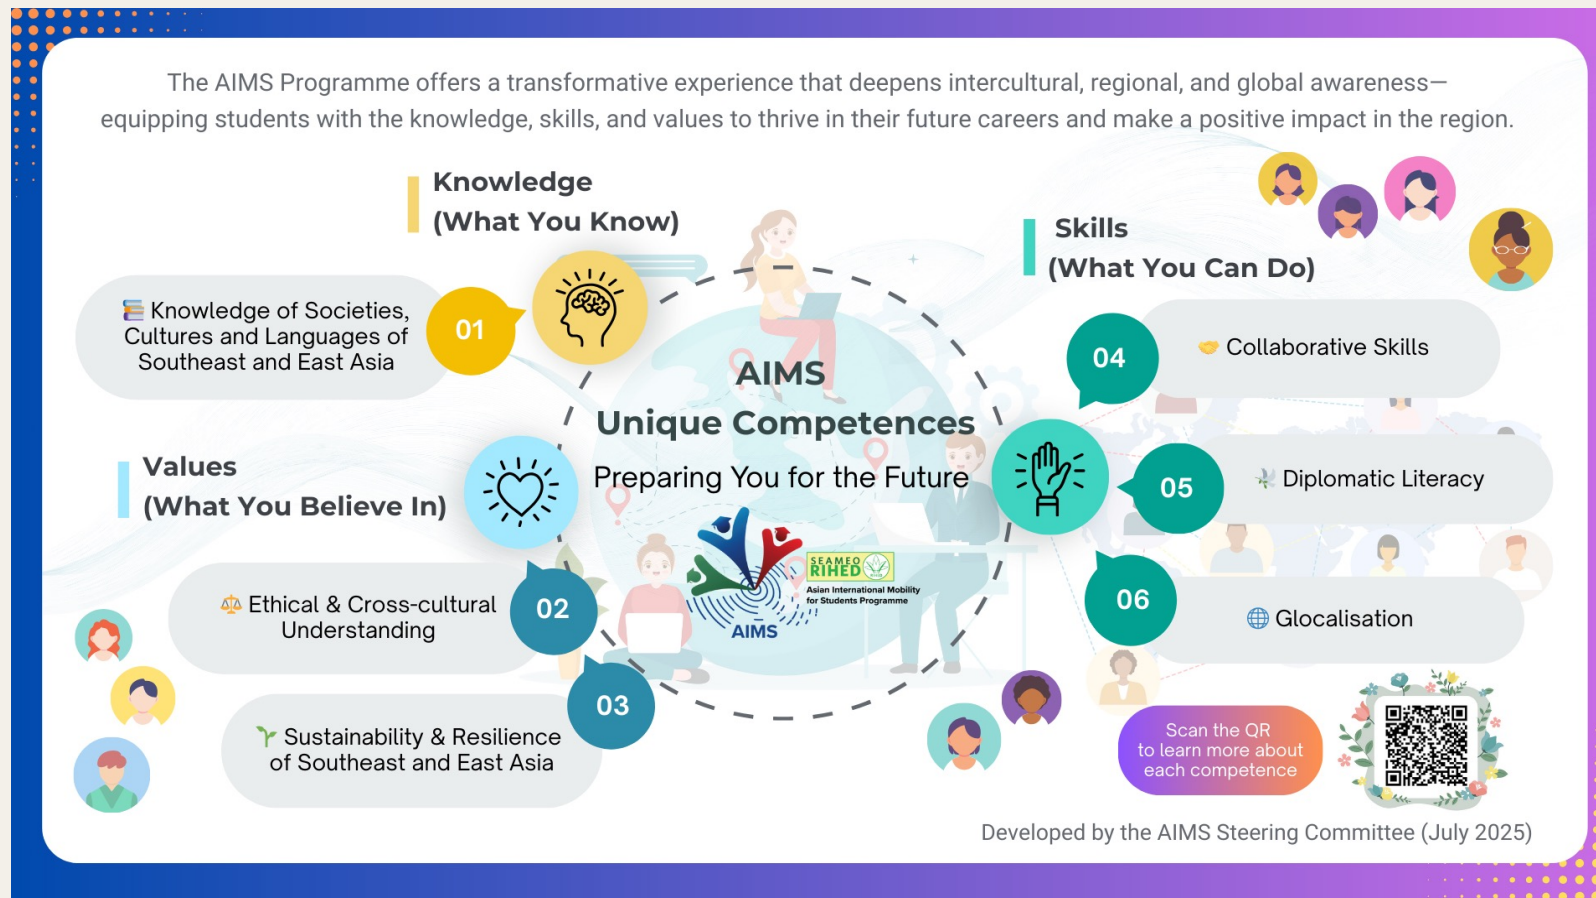 The AIMS Programme offers a transformative experience that deepens intercultural, regional, and global awareness—
equipping students with the knowledge, skills, and values to thrive in their future careers and make a positive impact in the region.
Knowledge
(What You Know)
01
Knowledge of Societies,
Cultures and Languages of
Southeast and East Asia
Values
(What You Believe In)
02
Ethical & Cross-cultural
Understanding
03
Sustainability & Resilience
of Southeast and East Asia
AIMS
Unique Competences
Preparing You for the Future
SEAMEO
RIHED
Asian International Mobility
for Students Programme
AIMS
Skills
(What You Can Do)
04
Collaborative Skills
05
Diplomatic Literacy
06
Glocalisation
Scan the QR
to learn more about
each competence
Developed by the AIMS Steering Committee (July 2025)